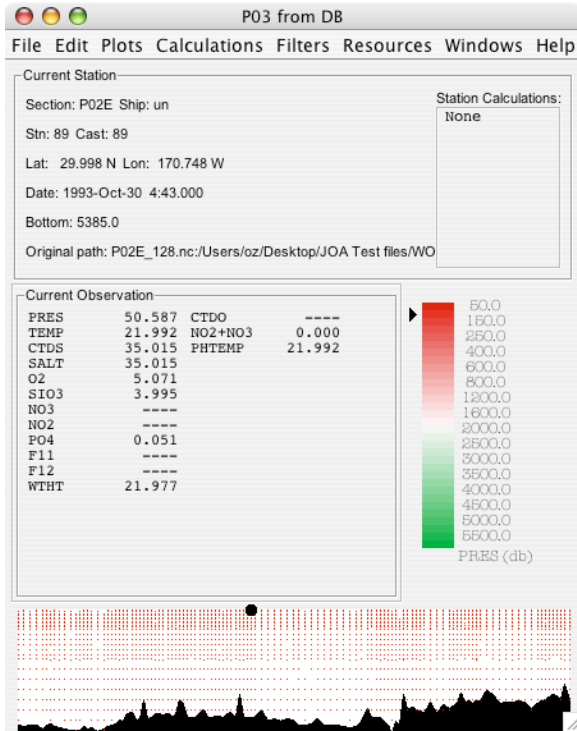 P03 from DB
File Edit Plots Calculations Filters Resources Windows Help
Current Station
Section: P02E Ship: un
Stn: 89 Cast: 89
Lat: 29.998 N Lon: 170.748 W
Date: 1993-Oct-30 4:43.000
Bottom: 5385.0
Original path: P02E_128.nc:/Users/oz/Desktop/JOA Test files/WO
Station Calculations:
None
Current Observation
PRES 50.587 CTDO ----
TEMP 21.992 NO2+NO3 0.000
CTDS 35.015 PHTEMP 21.992
SALT 35.015
O2 5.071
SIO3 3.995
NO3 ----
NO2 ----
PO4 0.051
F11 ----
F12 ----
WTHT 21.977
50.0
150.0
250.0
400.0
600.0
800.0
1200.0
1600.0
2000.0
2500.0
3000.0
3500.0
4000.0
4500.0
5000.0
5500.0
PRES (db)